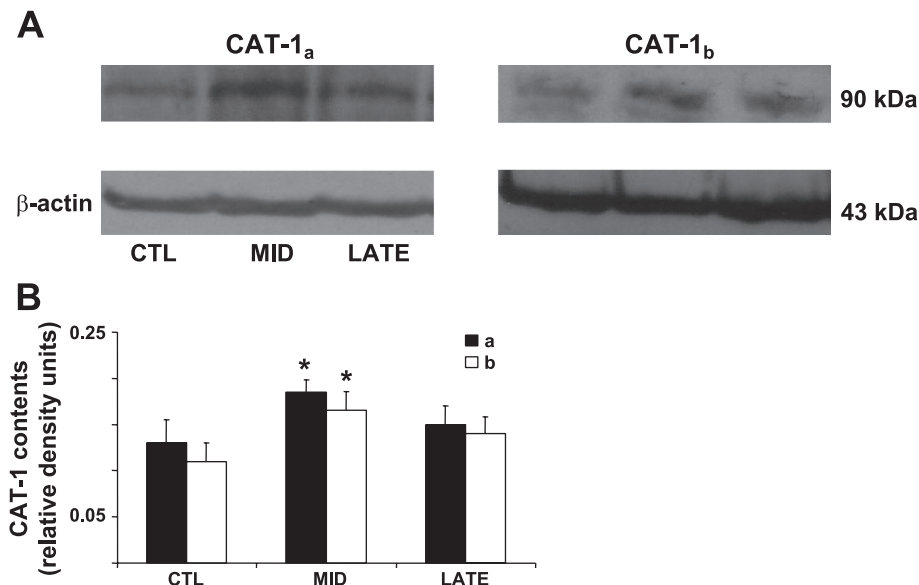 A
CAT-1a
CAT-1b
90 kDa
β-actin
43 kDa
CTL MID LATE
B
CAT-1 contents
(relative density units)
0.25
0.05
a
b
* *
CTL MID LATE